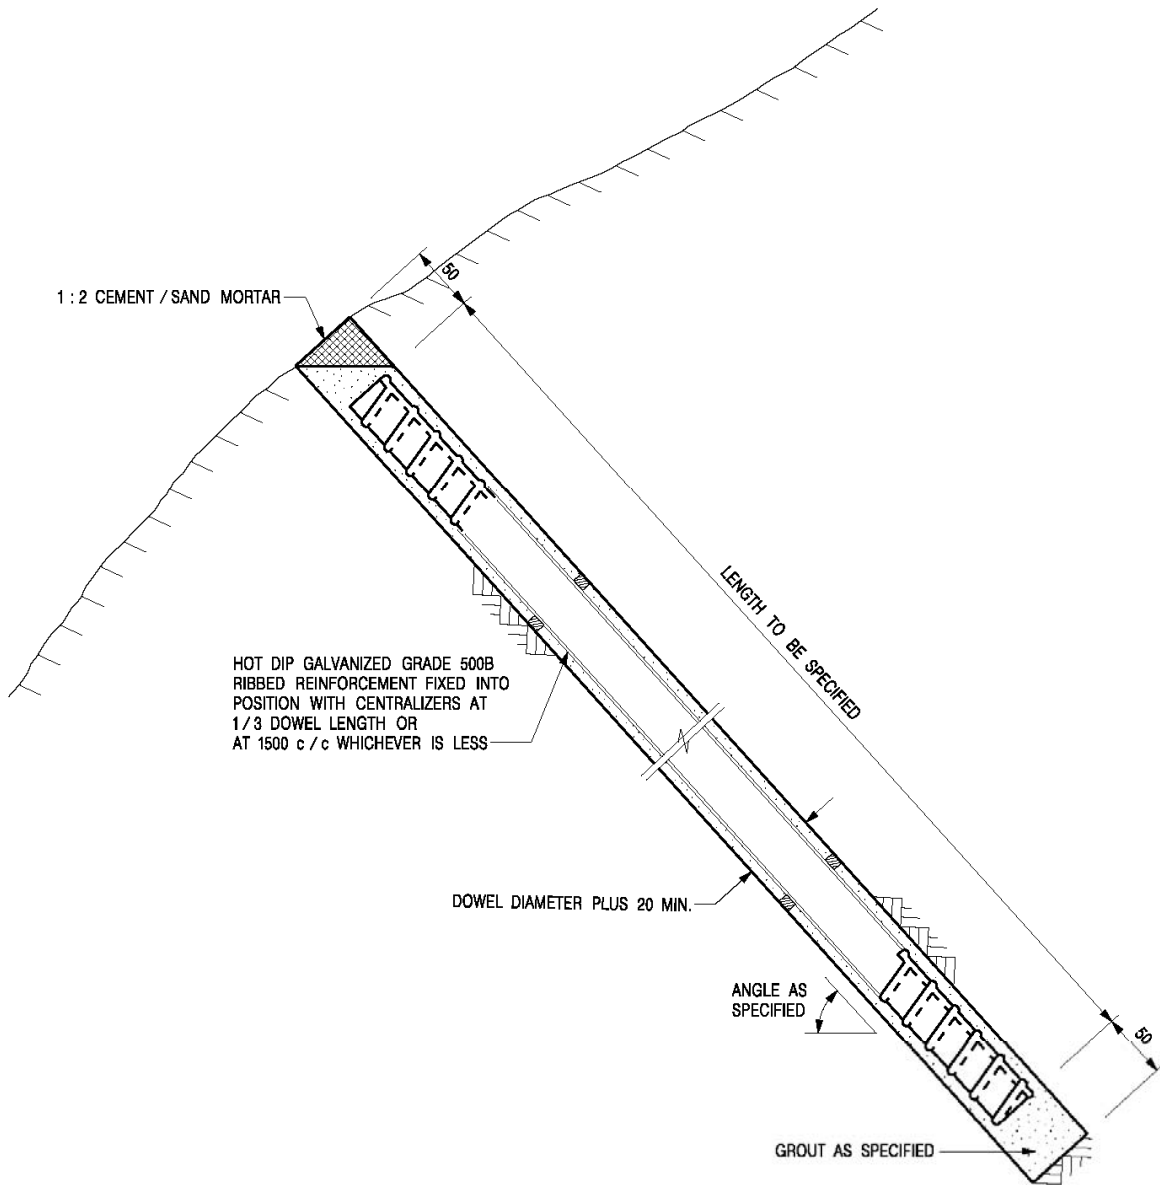 50
1 : 2 CEMENT / SAND MORTAR
LENGTH TO BE SPECIFIED
HOT DIP GALVANIZED GRADE 500B
RIBBED REINFORCEMENT FIXED INTO
POSITION WITH CENTRALIZERS AT
1/3 DOWEL LENGTH OR
AT 1500 c/c WHICHEVER IS LESS
DOWEL DIAMETER PLUS 20 MIN.
ANGLE AS
SPECIFIED
50
GROUT AS SPECIFIED